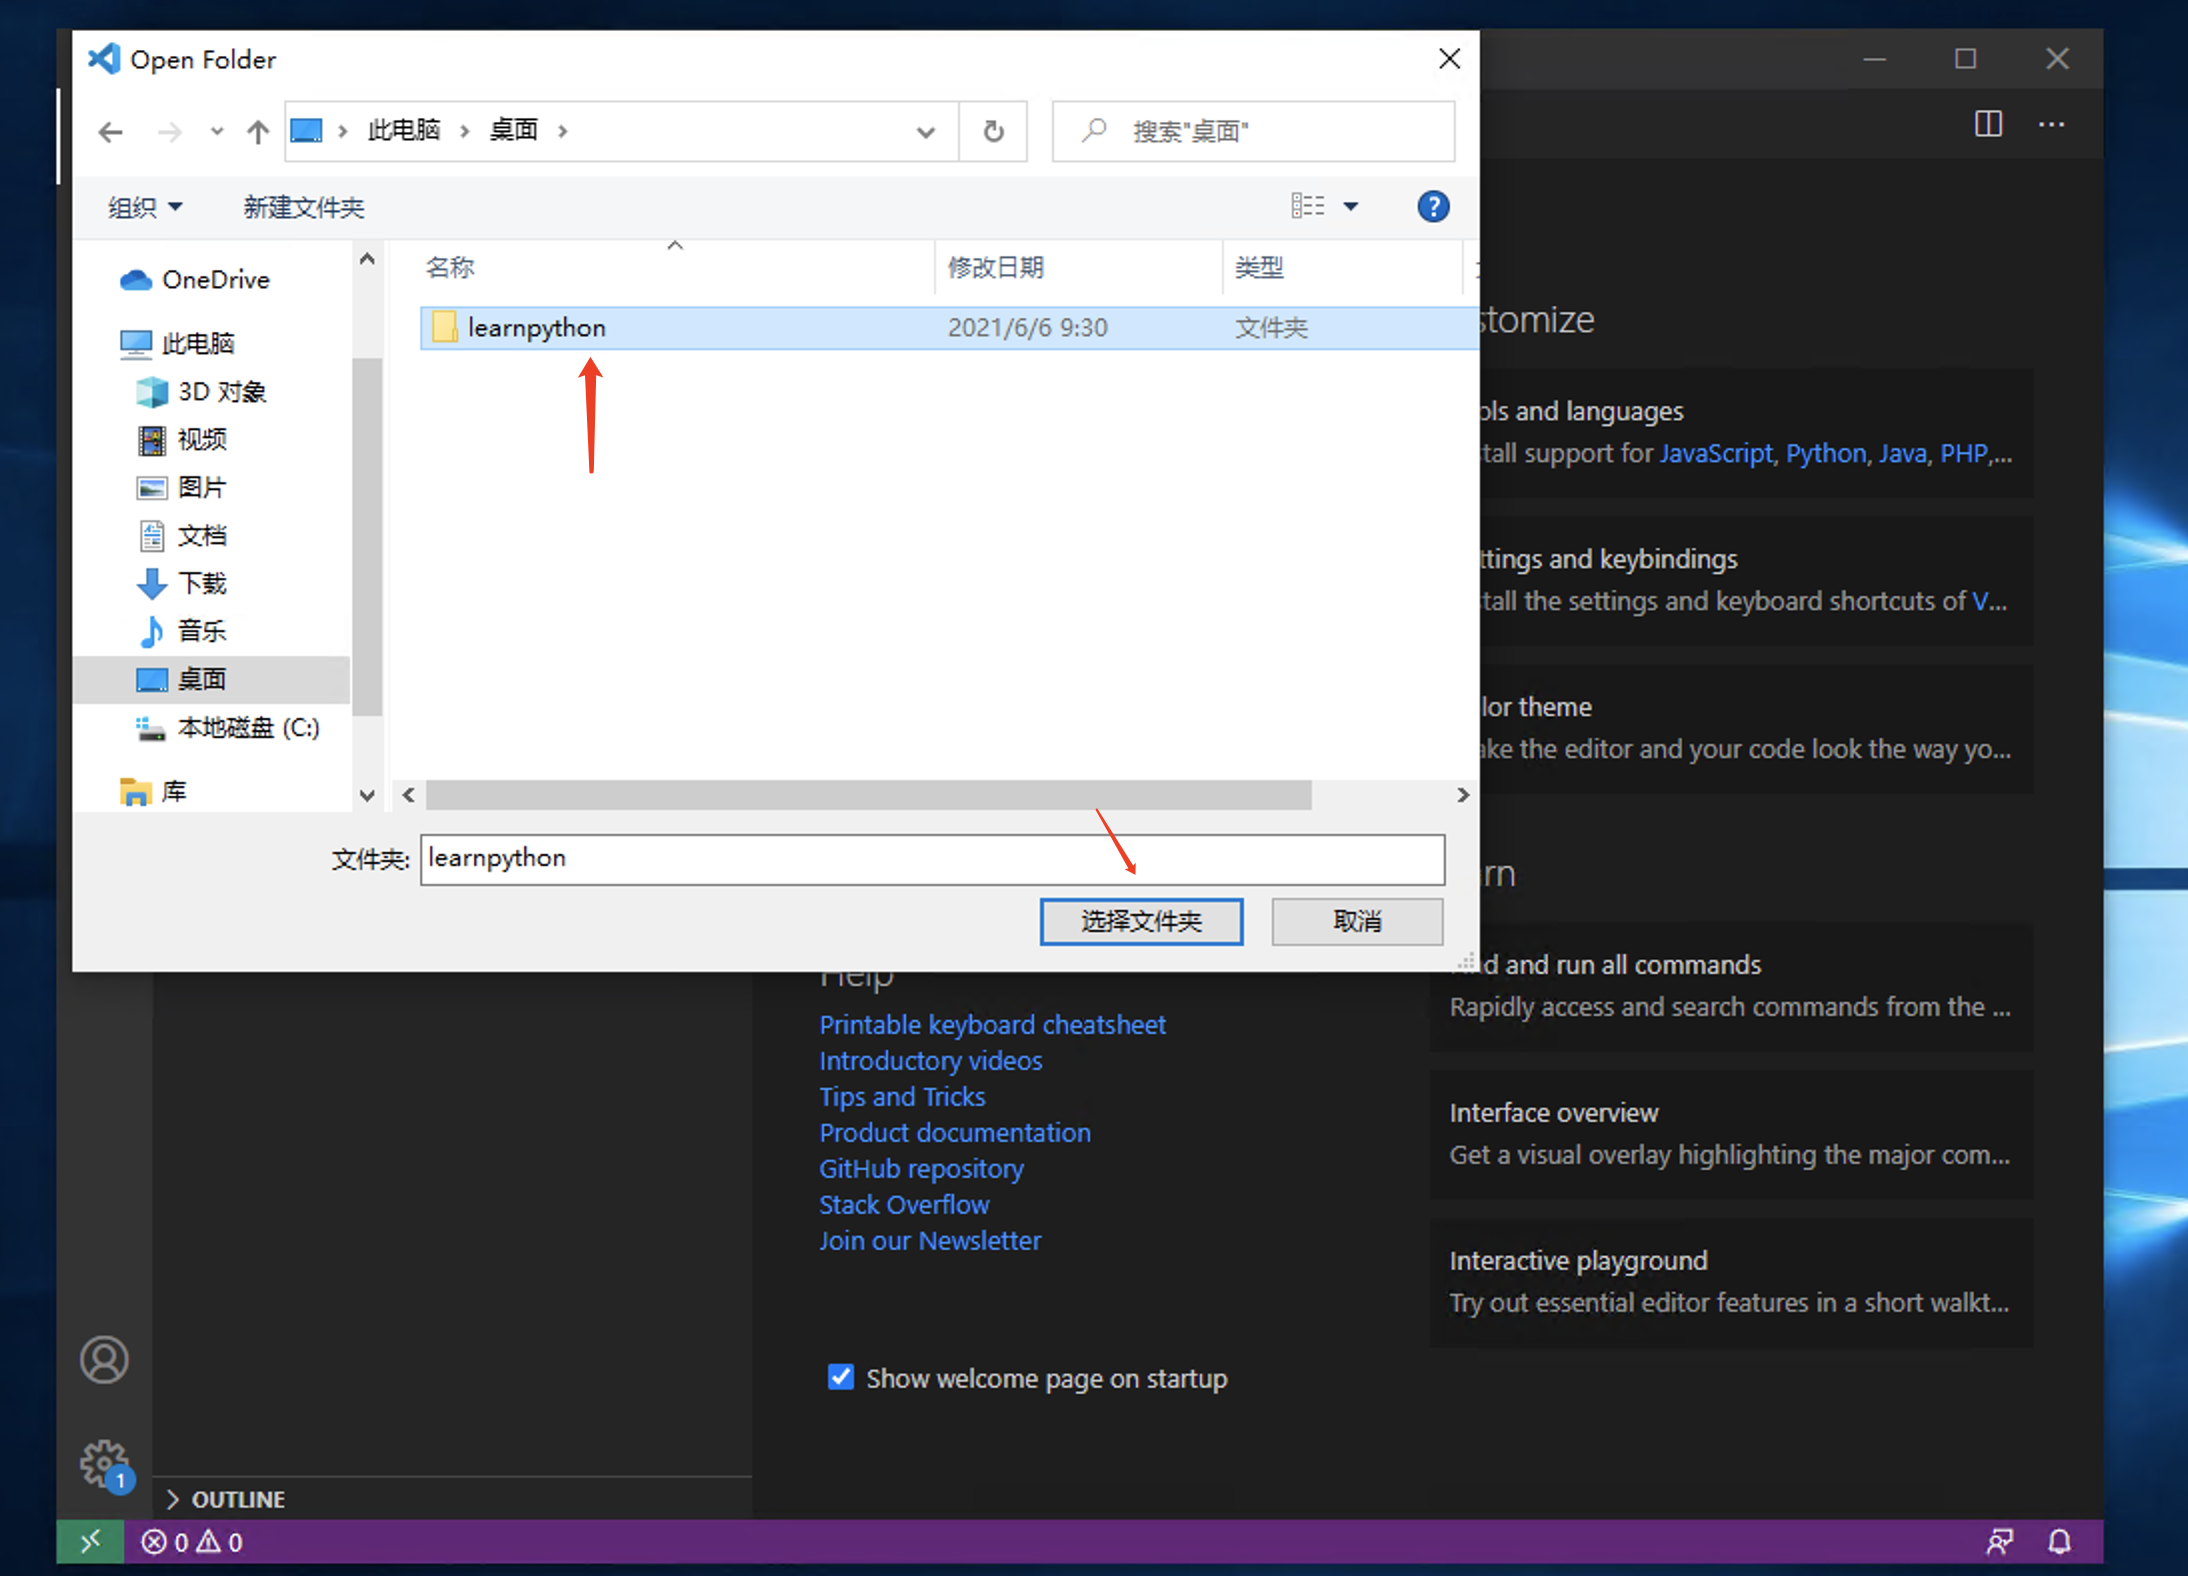 Open Folder
此电脑 桌面
搜索"桌面"
组织
新建文件夹
?
OneDrive
此电脑
3D 对象
视频
图片
文档
下载
音乐
桌面
本地磁盘 (C:)
库
名称 修改日期 类型
learnpython 2021/6/6 9:30 文件夹
文件夹: learnpython
选择文件夹 取消
Help
Printable keyboard cheatsheet
Introductory videos
Tips and Tricks
Product documentation
GitHub repository
Stack Overflow
Join our Newsletter
Show welcome page on startup
stomize
ols and languages
tall support for JavaScript, Python, Java, PHP,...
ttings and keybindings
tall the settings and keyboard shortcuts of V...
lor theme
ake the editor and your code look the way yo...
rn
d and run all commands
Rapidly access and search commands from the ...
Interface overview
Get a visual overlay highlighting the major com...
Interactive playground
Try out essential editor features in a short walkt...
1
OUTLINE
0 0